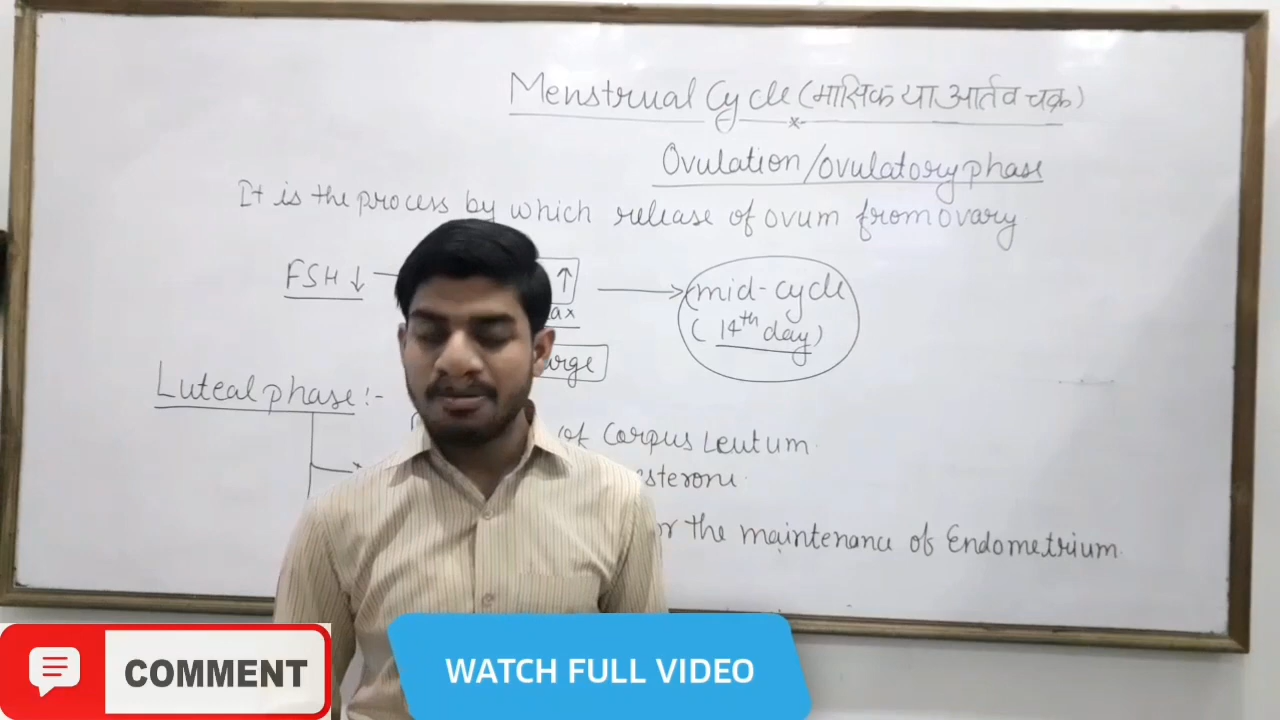 Menstrual Cycle (मासिक या आर्तव चक्र)
Ovulation/ovulatory phase
It is the process by which release of ovum from ovary
FSH ↓ ↑ → mid-cycle
(14th day)
Luteal phase :-
of Corpus Leutum
for the maintenance of Endometrium
COMMENT
WATCH FULL VIDEO